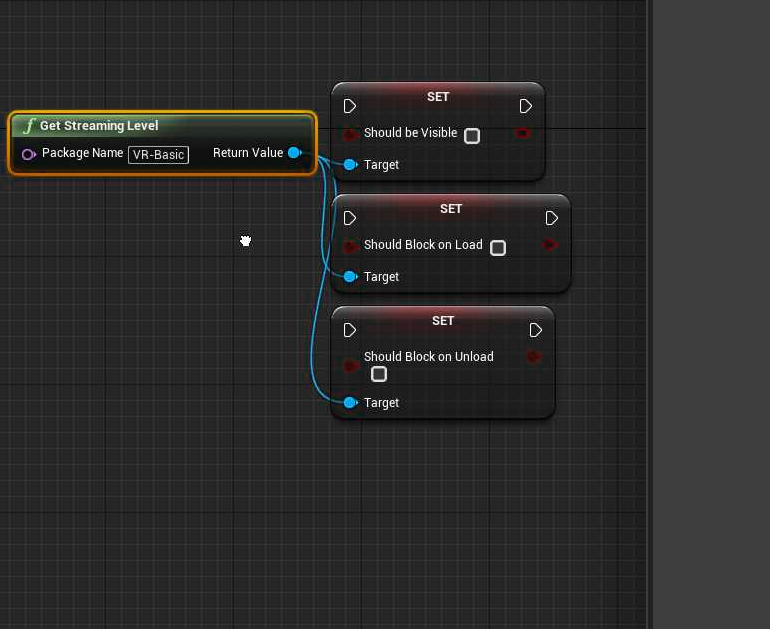 Get Streaming Level
Package Name VR-Basic Return Value
SET
Should be Visible
Target
SET
Should Block on Load
Target
SET
Should Block on Unload
Target